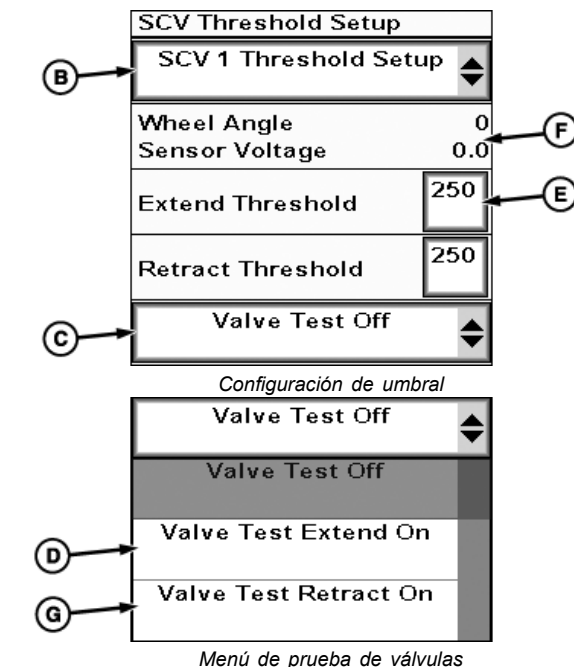 SCV Threshold Setup
B
SCV 1 Threshold Setup
Wheel Angle 0
Sensor Voltage 0.0
F
Extend Threshold 250
E
Retract Threshold 250
C
Valve Test Off
Configuración de umbral
Valve Test Off
Valve Test Off
D
Valve Test Extend On
G
Valve Test Retract On
Menú de prueba de válvulas